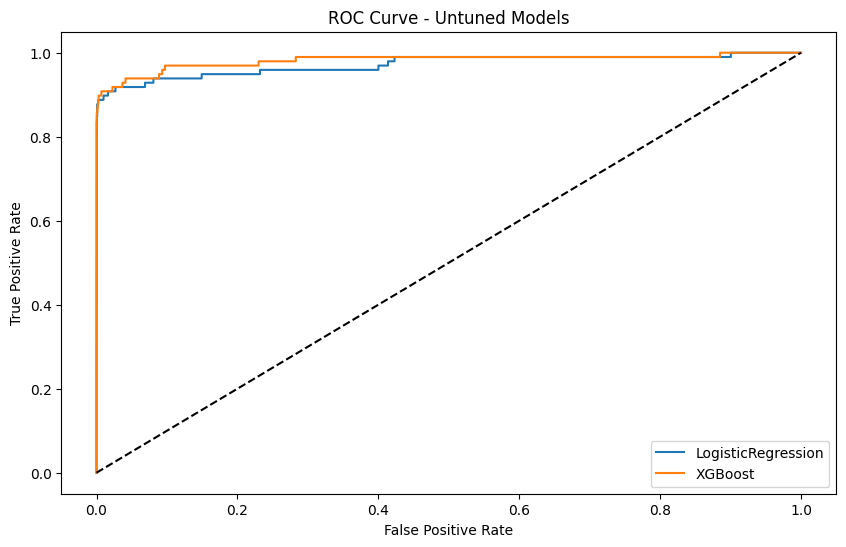 ROC Curve - Untuned Models
1.0
0.8
0.6
0.4
0.2
0.0
True Positive Rate
0.0 0.2 0.4 0.6 0.8 1.0
False Positive Rate
LogisticRegression
XGBoost